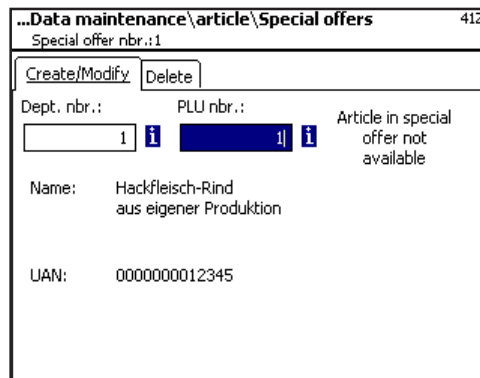 ...Data maintenance\article\Special offers 412
Special offer nbr.:1
Create/Modify Delete
Dept. nbr.: PLU nbr.:
1 i 1 i
Article in special
offer not
available
Name: Hackfleisch-Rind
aus eigener Produktion
UAN: 0000000012345